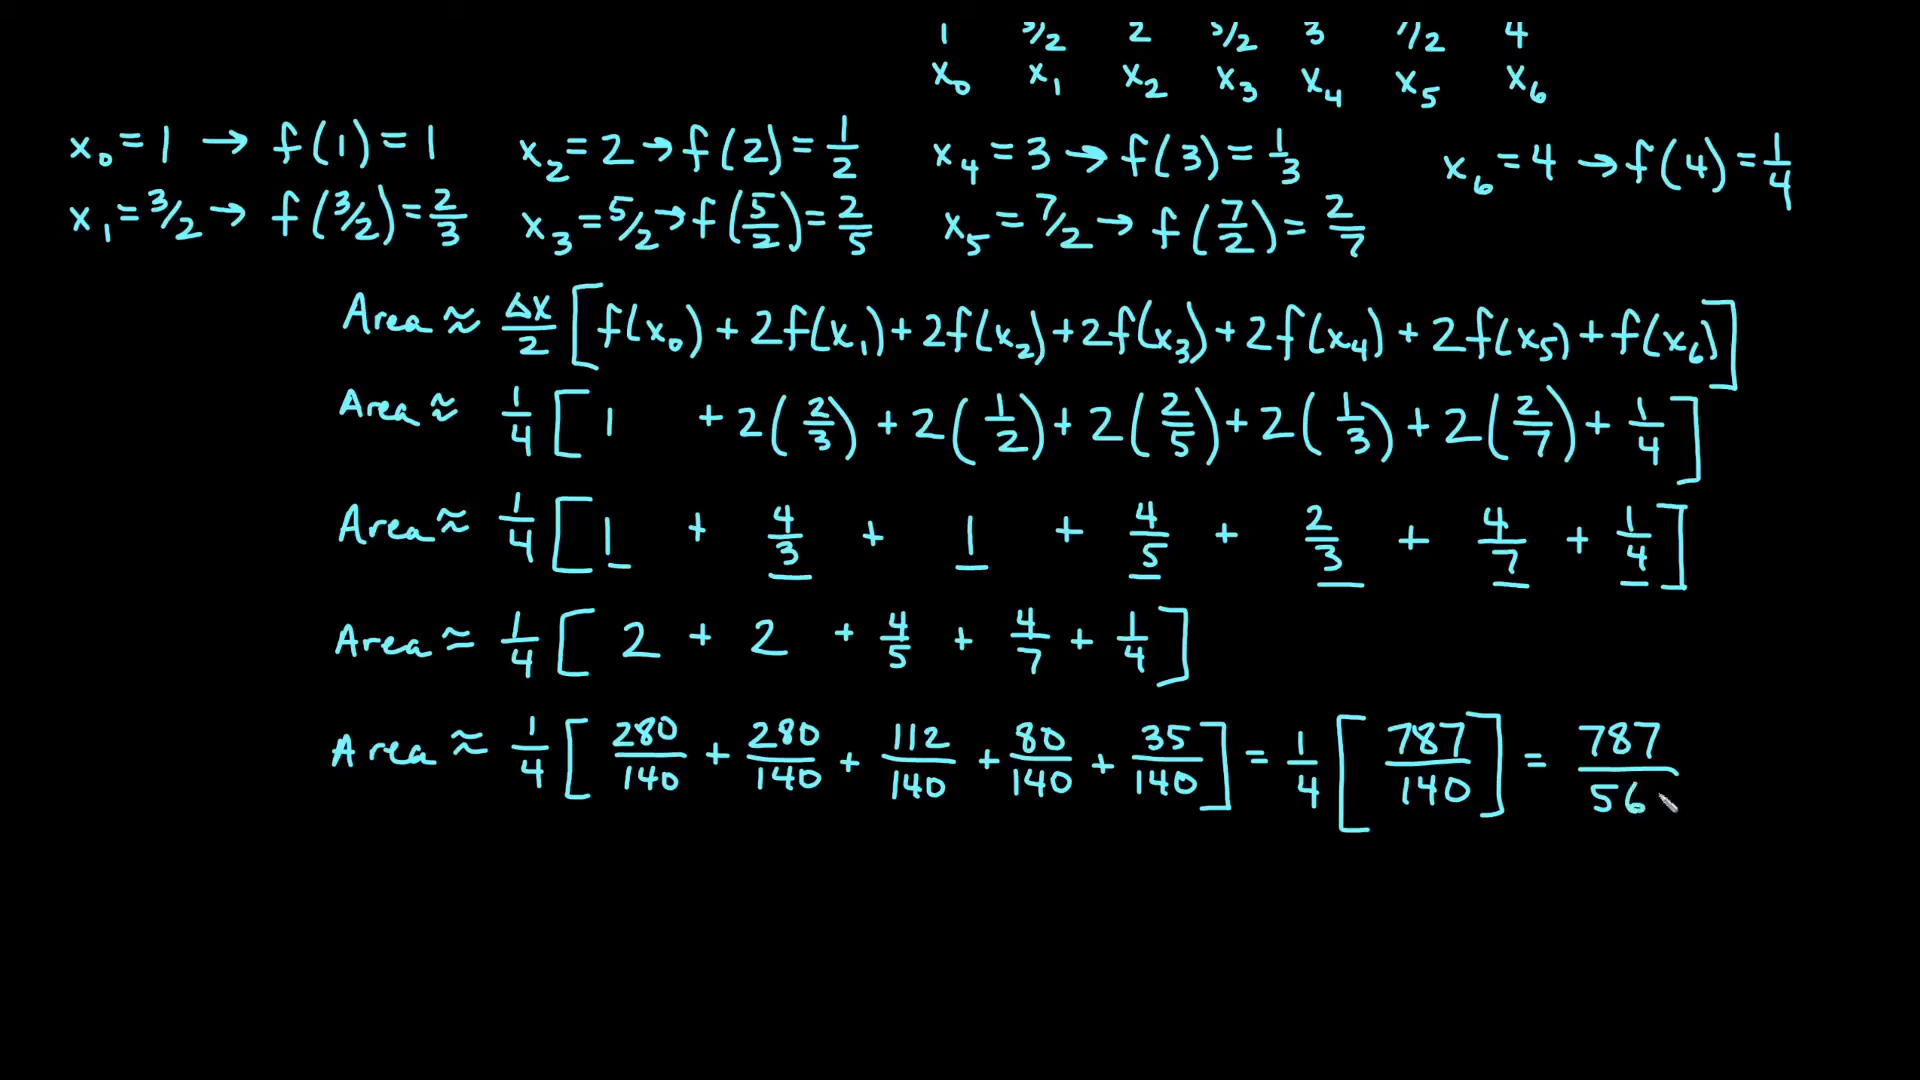 1 3/2 2 5/2 3 7/2 4
x₀ x₁ x₂ x₃ x₄ x₅ x₆
x₀ = 1 → f(1) = 1 x₂ = 2 → f(2) = 1/2 x₄ = 3 → f(3) = 1/3 x₆ = 4 → f(4) = 1/4
x₁ = 3/2 → f(3/2) = 2/3 x₃ = 5/2 → f(5/2) = 2/5 x₅ = 7/2 → f(7/2) = 2/7
Area ≈ Δx/2 [f(x₀) + 2f(x₁) + 2f(x₂) + 2f(x₃) + 2f(x₄) + 2f(x₅) + f(x₆)]
Area ≈ 1/4 [1 + 2(2/3) + 2(1/2) + 2(2/5) + 2(1/3) + 2(2/7) + 1/4]
Area ≈ 1/4 [1 + 4/3 + 1 + 4/5 + 2/3 + 4/7 + 1/4]
Area ≈ 1/4 [2 + 2 + 4/5 + 4/7 + 1/4]
Area ≈ 1/4 [280/140 + 280/140 + 112/140 + 80/140 + 35/140] = 1/4 [787/140] = 787/56